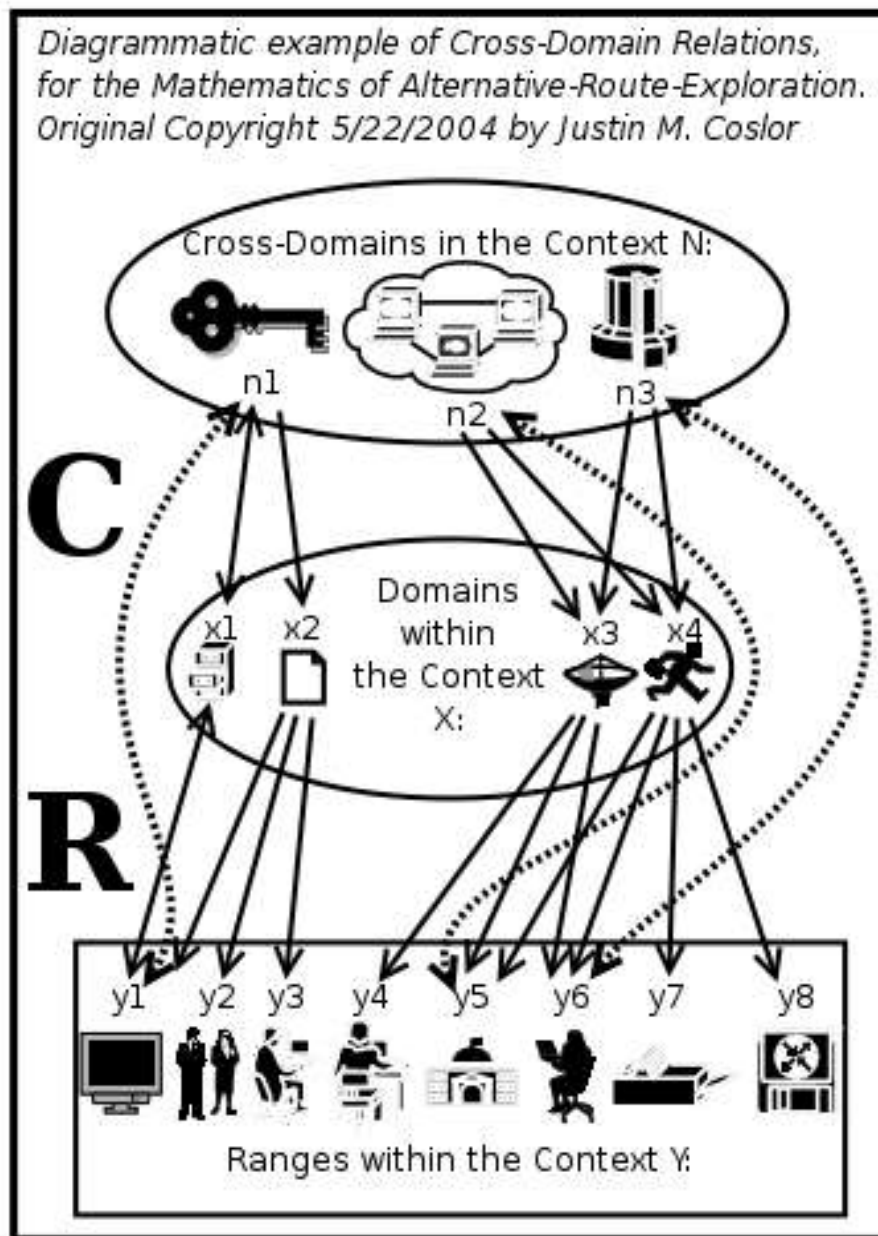 Diagrammatic example of Cross-Domain Relations,
for the Mathematics of Alternative-Route-Exploration.
Original Copyright 5/22/2004 by Justin M. Coslor
Cross-Domains in the Context N:
n1 n2 n3
C
Domains
within
the Context
X:
x1 x2 x3 x4
R
y1 y2 y3 y4 y5 y6 y7 y8
Ranges within the Context Y: